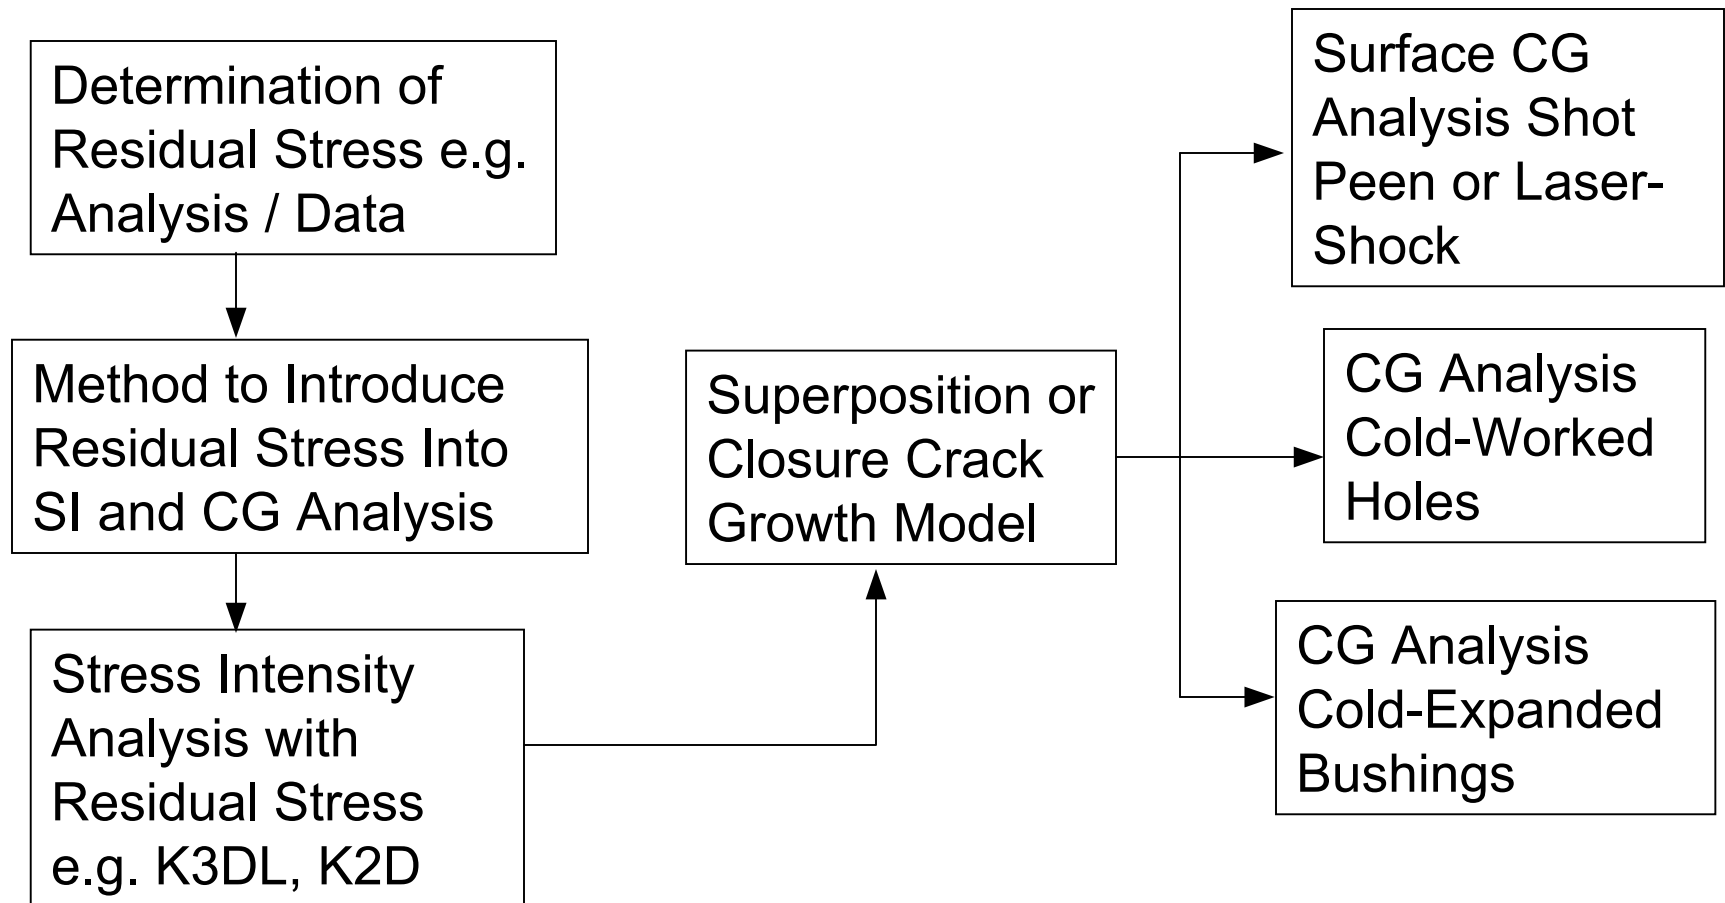 Determination of
Residual Stress e.g.
Analysis / Data
Method to Introduce
Residual Stress Into
SI and CG Analysis
Stress Intensity
Analysis with
Residual Stress
e.g. K3DL, K2D
Superposition or
Closure Crack
Growth Model
Surface CG
Analysis Shot
Peen or Laser-
Shock
CG Analysis
Cold-Worked
Holes
CG Analysis
Cold-Expanded
Bushings